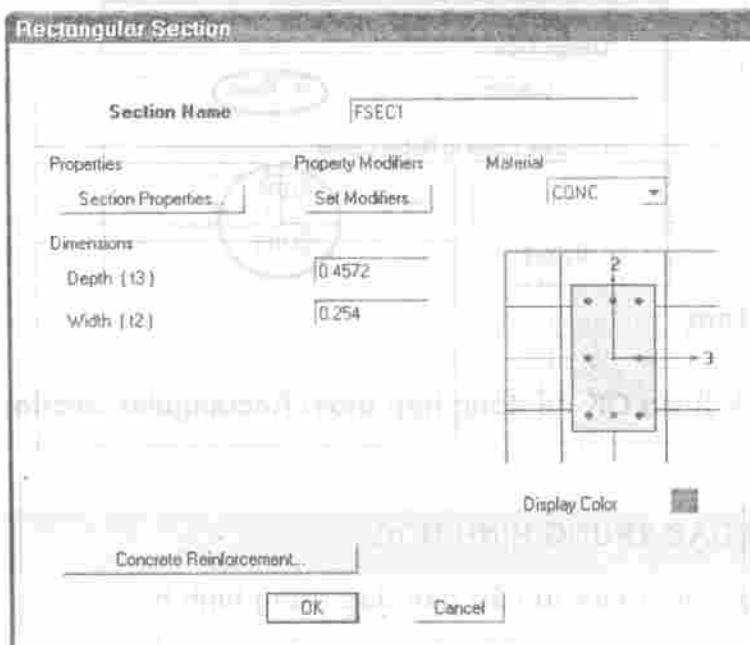 Rectangular Section
Section Name FSEC1
Properties Property Modifiers Material
Section Properties... Set Modifiers... CONC
Dimensions
Depth (t3) 0.4572
Width (t2) 0.254
2
3
Display Color
Concrete Reinforcement...
OK Cancel